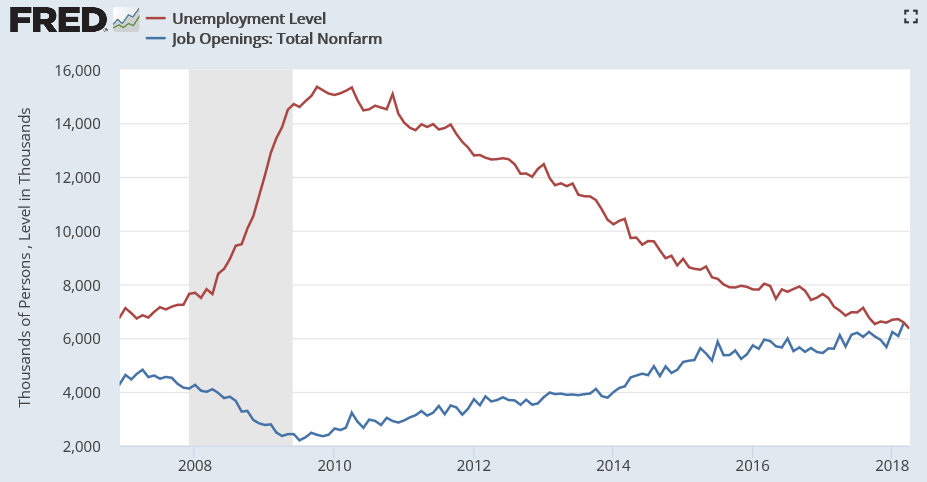 FRED
Unemployment Level
Job Openings: Total Nonfarm
Thousands of Persons , Level in Thousands
16,000
14,000
12,000
10,000
8,000
6,000
4,000
2,000
2008 2010 2012 2014 2016 2018